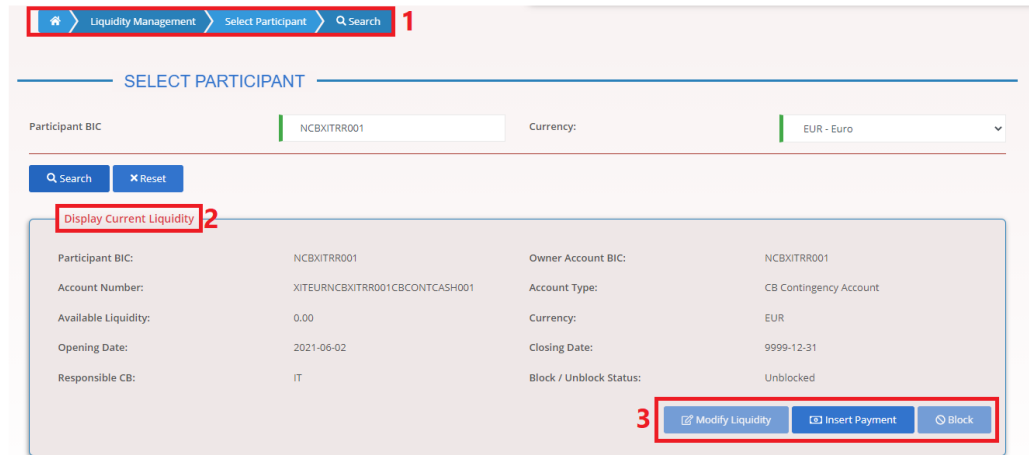 Liquidity Management Select Participant Search 1
SELECT PARTICIPANT
Participant BIC NCBXITRR001 Currency: EUR - Euro
Search Reset
Display Current Liquidity 2
Participant BIC: NCBXITRR001 Owner Account BIC: NCBXITRR001
Account Number: XITEURNCBXITRR001CBCONTCASH001 Account Type: CB Contingency Account
Available Liquidity: 0.00 Currency: EUR
Opening Date: 2021-06-02 Closing Date: 9999-12-31
Responsible CB: IT Block / Unblock Status: Unblocked
3 Modify Liquidity Insert Payment Block